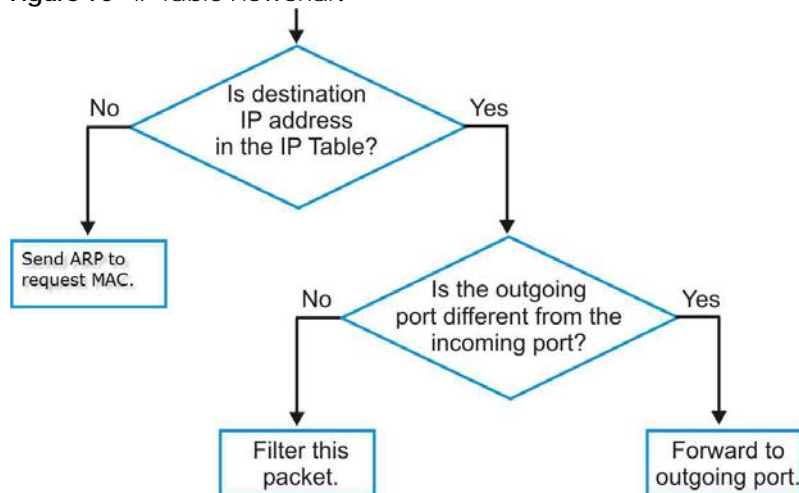 Is destination
IP address
in the IP Table?
No
Yes
Send ARP to
request MAC.
Is the outgoing
port different from the
incoming port?
No
Yes
Filter this
packet.
Forward to
outgoing port.